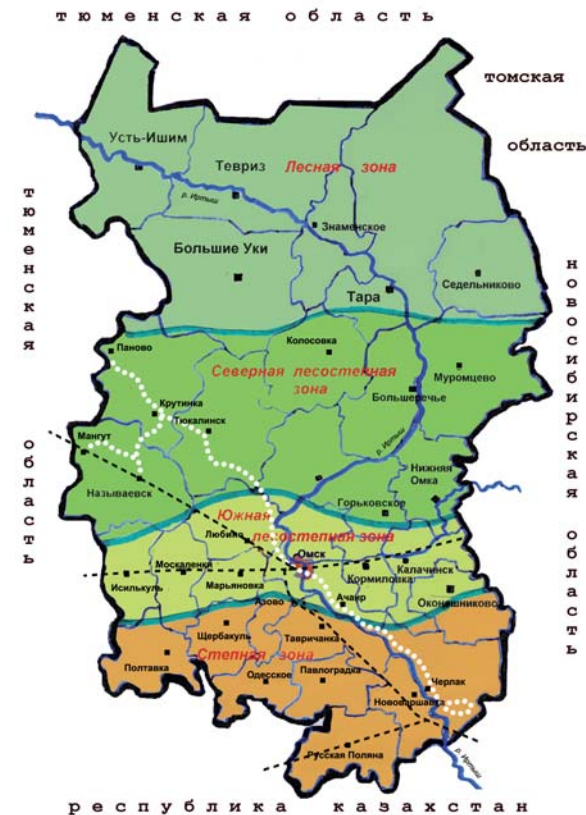 тюменская область
томская
область
Усть-Ишим
Тевриз
Лесная зона
р. Иртыш
Знаменское
Большие Уки
Седельниково
Тара
тюменская
область
новосибирская
область
Паново
Колосовка
Северная лесостепная
зона
Муромцево
Крутинка
Большеречье
Тюкалинск
Мангут
р. Иртыш
Нижняя
Омка
Называевск
Горьковское
Южная
лесостепная зона
Любино
Омск
Москаленки
Калачинск
Исилькуль
Марьяновка
Кормиловка
Азово
Ачаир
Оконешниково
Щербакуль
Тавричанка
Степная зона
Полтавка
Одесское
Павлоградка
Черлак
Нововаршавка
Русская Поляна
р. Иртыш
республика казахстан